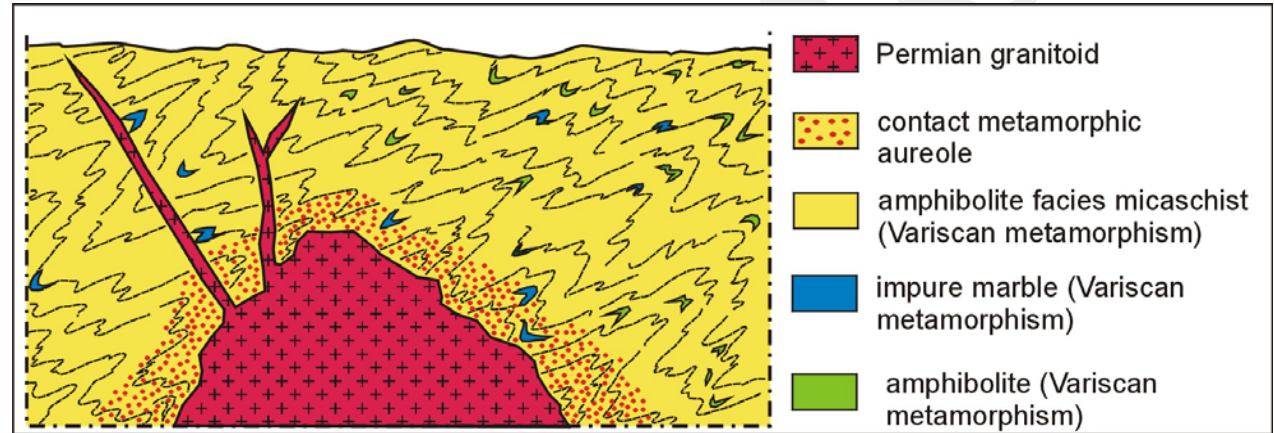 Permian granitoid
contact metamorphic
aureole
amphibolite facies micaschist
(Variscan metamorphism)
impure marble (Variscan
metamorphism)
amphibolite (Variscan
metamorphism)